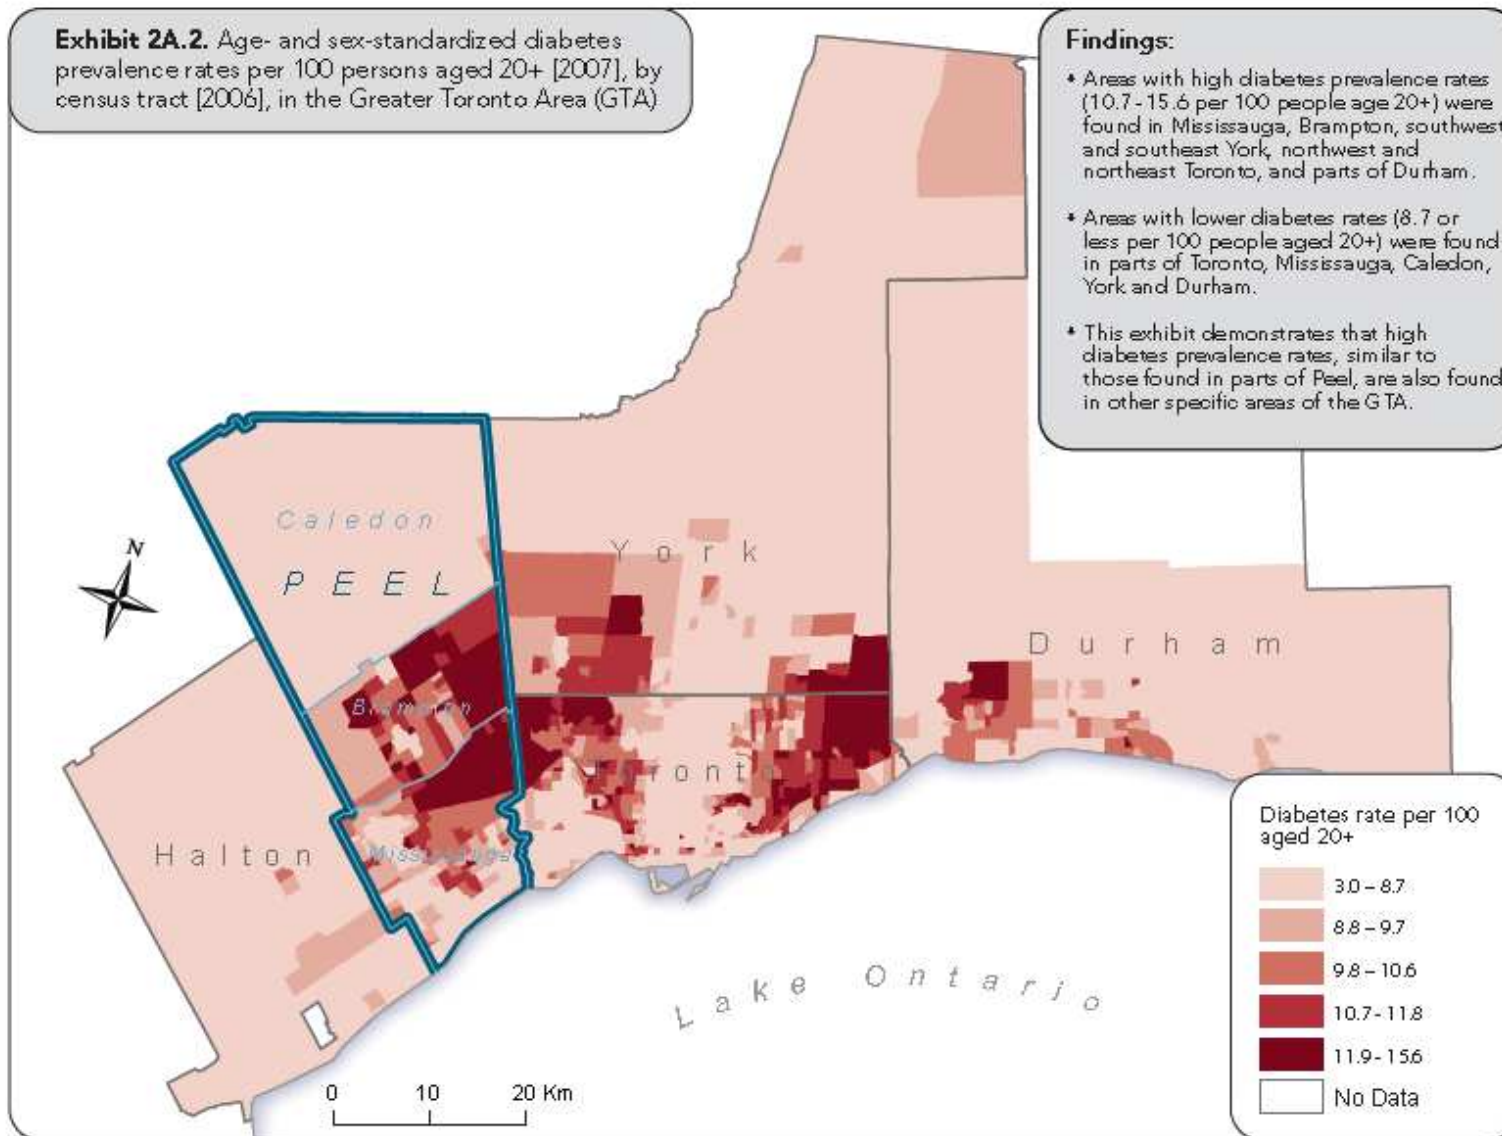 Exhibit 2A.2. Age- and sex-standardized diabetes
prevalence rates per 100 persons aged 20+ [2007], by
census tract [2006], in the Greater Toronto Area (GTA)
Findings:
• Areas with high diabetes prevalence rates
(10.7-15.6 per 100 people age 20+) were
found in Mississauga, Brampton, southwest
and southeast York, northwest and
northeast Toronto, and parts of Durham.
• Areas with lower diabetes rates (8.7 or
less per 100 people aged 20+) were found
in parts of Toronto, Mississauga, Caledon,
York and Durham.
• This exhibit demonstrates that high
diabetes prevalence rates, similar to
those found in parts of Peel, are also found
in other specific areas of the GTA.
Caledon
PEEL
N
York
Durham
Brampton
Toronto
Halton
Mississauga
Lake Ontario
0 10 20 Km
Diabetes rate per 100
aged 20+
3.0 – 8.7
8.8 – 9.7
9.8 – 10.6
10.7 - 11.8
11.9 - 15.6
No Data